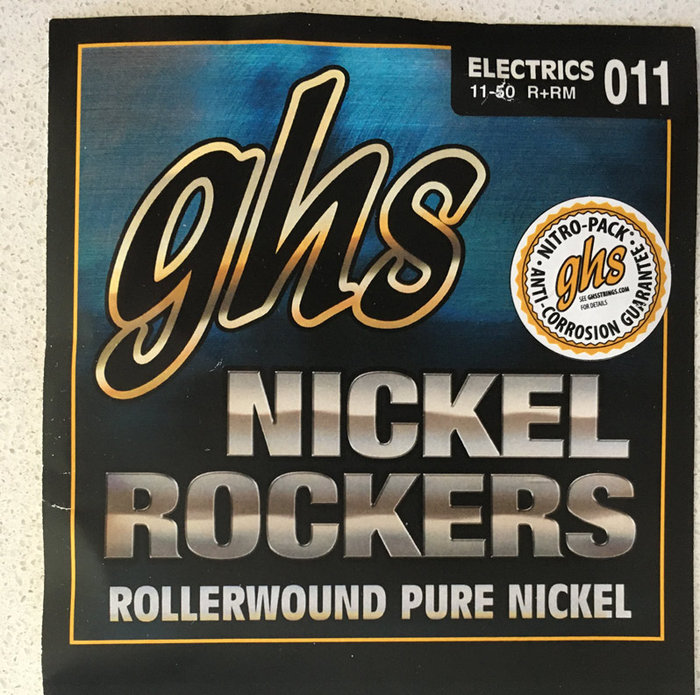 ELECTRICS 011
11-50 R+RM
ghs
NITRO-PACK
ghs
SEE GHSSTRINGS.COM
FOR DETAILS
ANTI-CORROSION GUARANTEE
NICKEL
ROCKERS
ROLLERWOUND PURE NICKEL